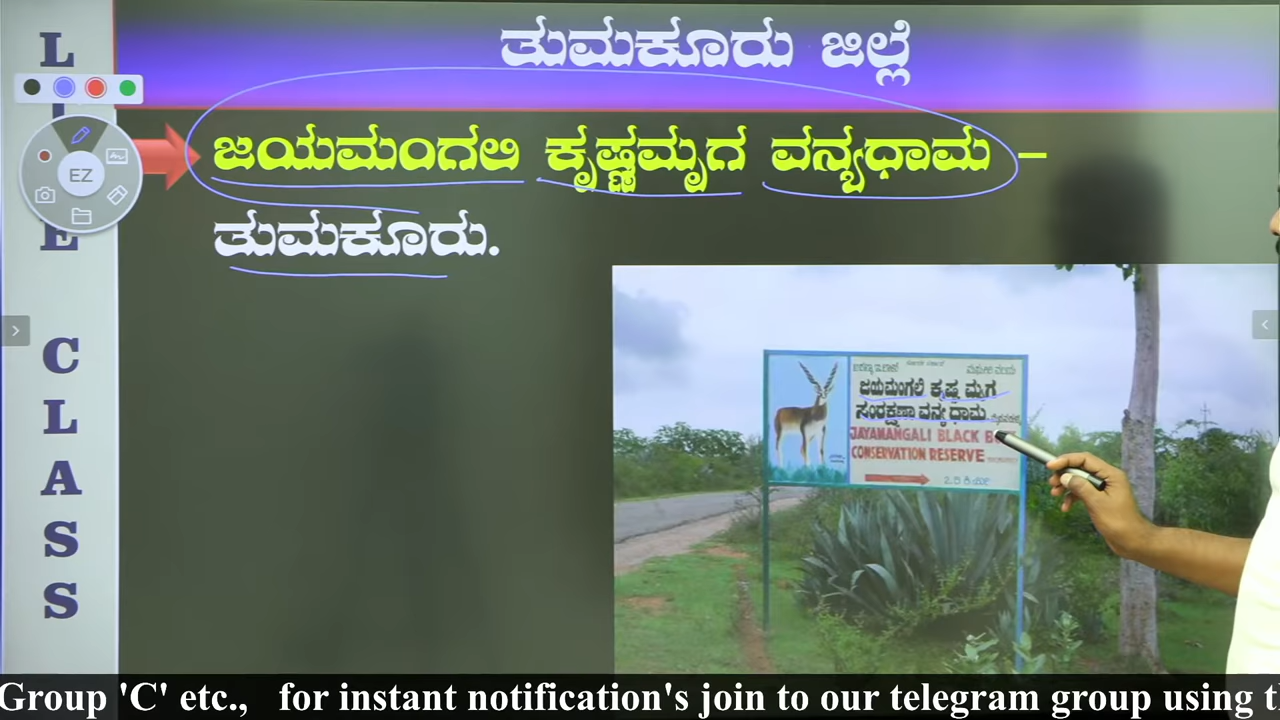 ತುಮಕೂರು ಜಿಲ್ಲೆ
ಜಯಮಂಗಲಿ ಕೃಷ್ಣಮೃಗ ವನ್ಯಧಾಮ –
ತುಮಕೂರು.
EZ
ಜಯಮಂಗಲಿ ಕೃಷ್ಣ ಮೃಗ
ಸಂರಕ್ಷಣಾ ವನ್ಯ ಧಾಮ
JAYAMANGALI BLACK
CONSERVATION RESERVE
CLASS
Group 'C' etc., for instant notification's join to our telegram group using